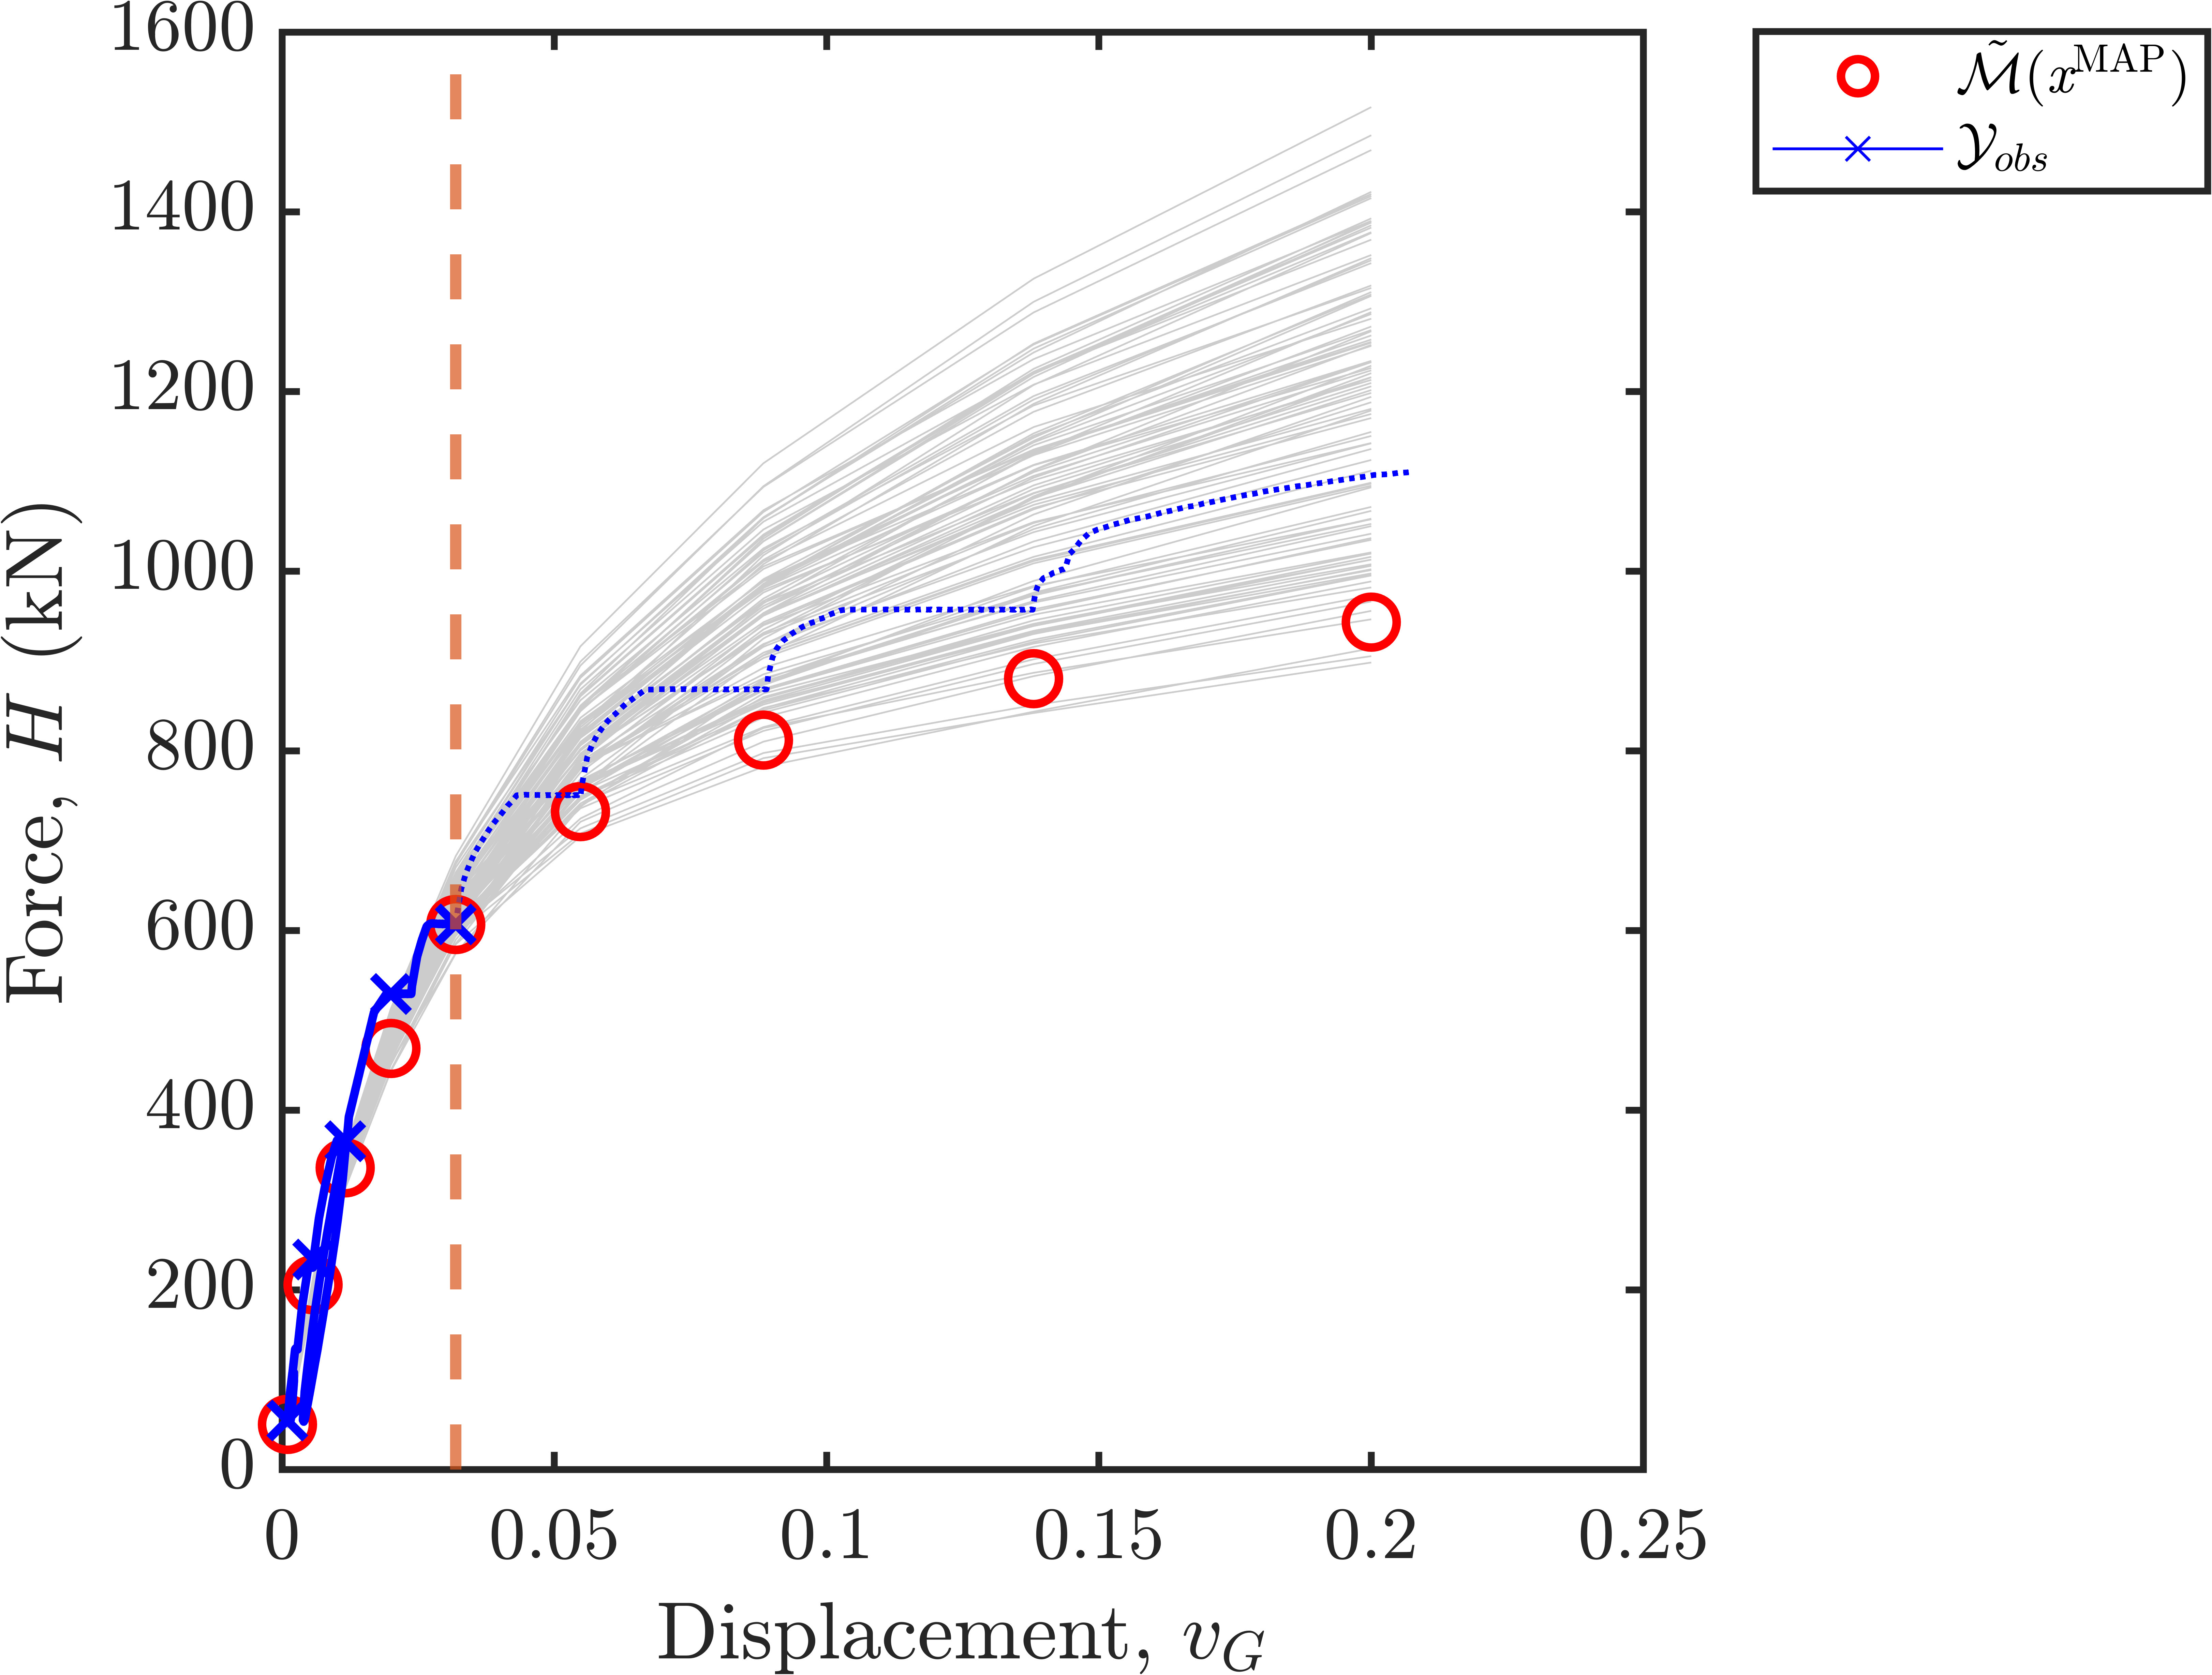 1600
1400
1200
1000
800
600
400
200
0
Force, H (kN)
0 0.05 0.1 0.15 0.2 0.25
Displacement, v_G
ℳ̃(x^MAP)
𝒴_obs